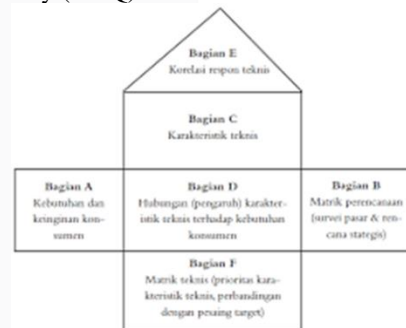 Bagian E
Korelasi respon teknis
Bagian C
Karakteristik teknis
Bagian A
Kebutuhan dan
keinginan kon-
sumen
Bagian D
Hubungan (pengaruh) karakter-
istik teknis terhadap kebutuhan
konsumen
Bagian B
Matrik perencanaan
(survei pasar & ren-
cana stategis)
Bagian F
Matrik teknis (prioritas kara-
kteristik teknis, perbandingan
dengan pesaing target)